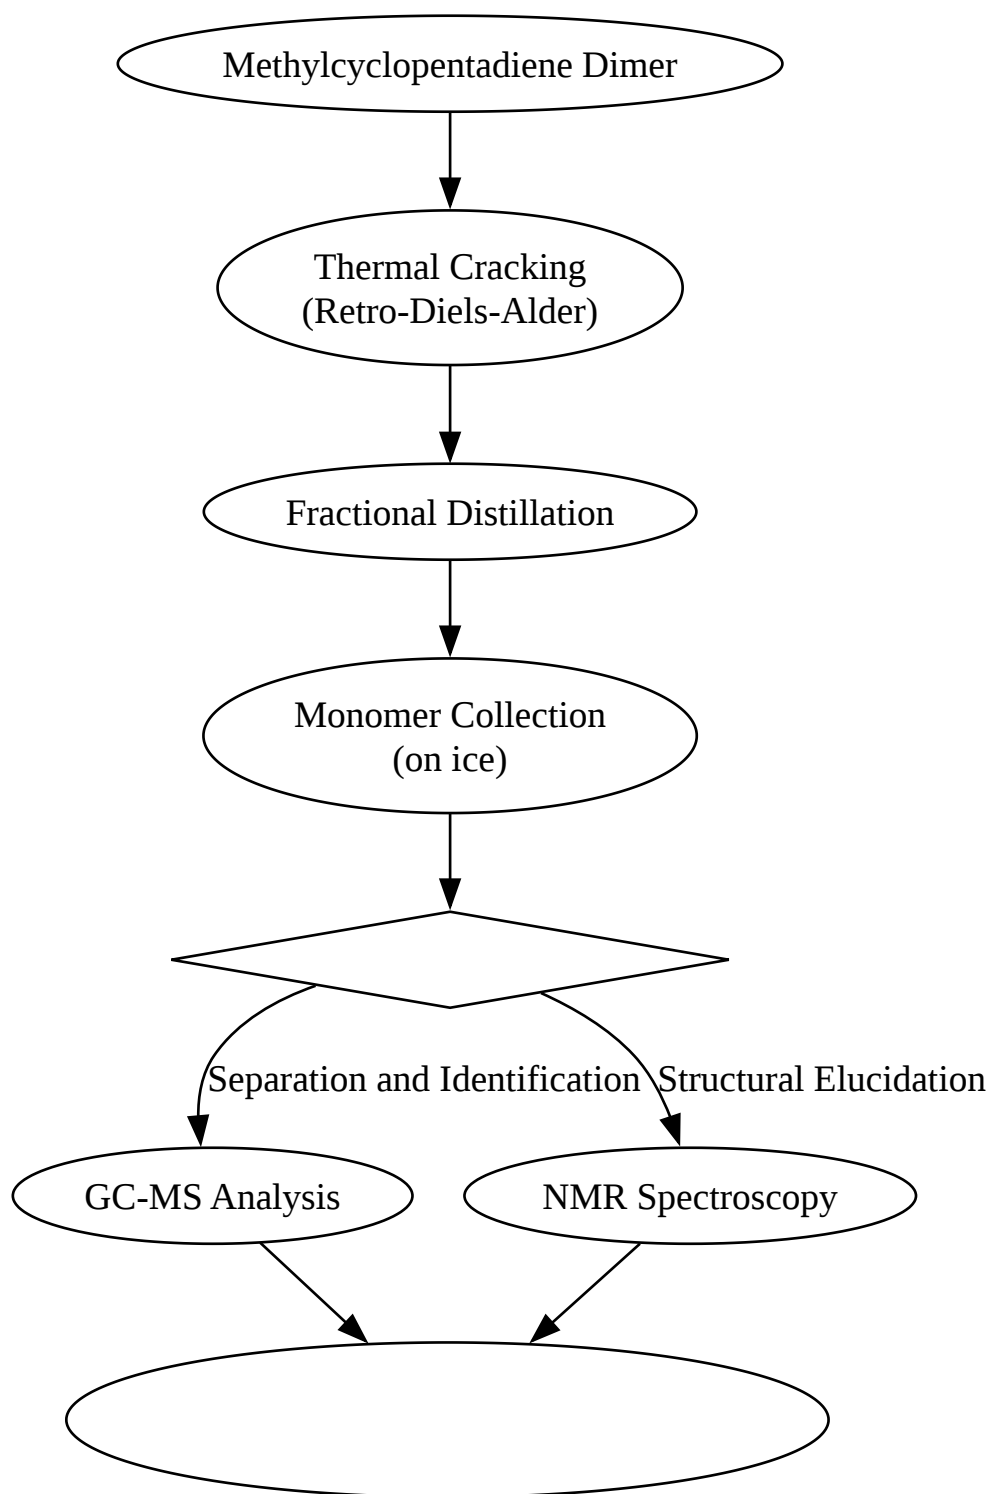 Methylcyclopentadiene Dimer
Thermal Cracking
(Retro-Diels-Alder)
Fractional Distillation
Monomer Collection
(on ice)
Separation and Identification
Structural Elucidation
GC-MS Analysis
NMR Spectroscopy